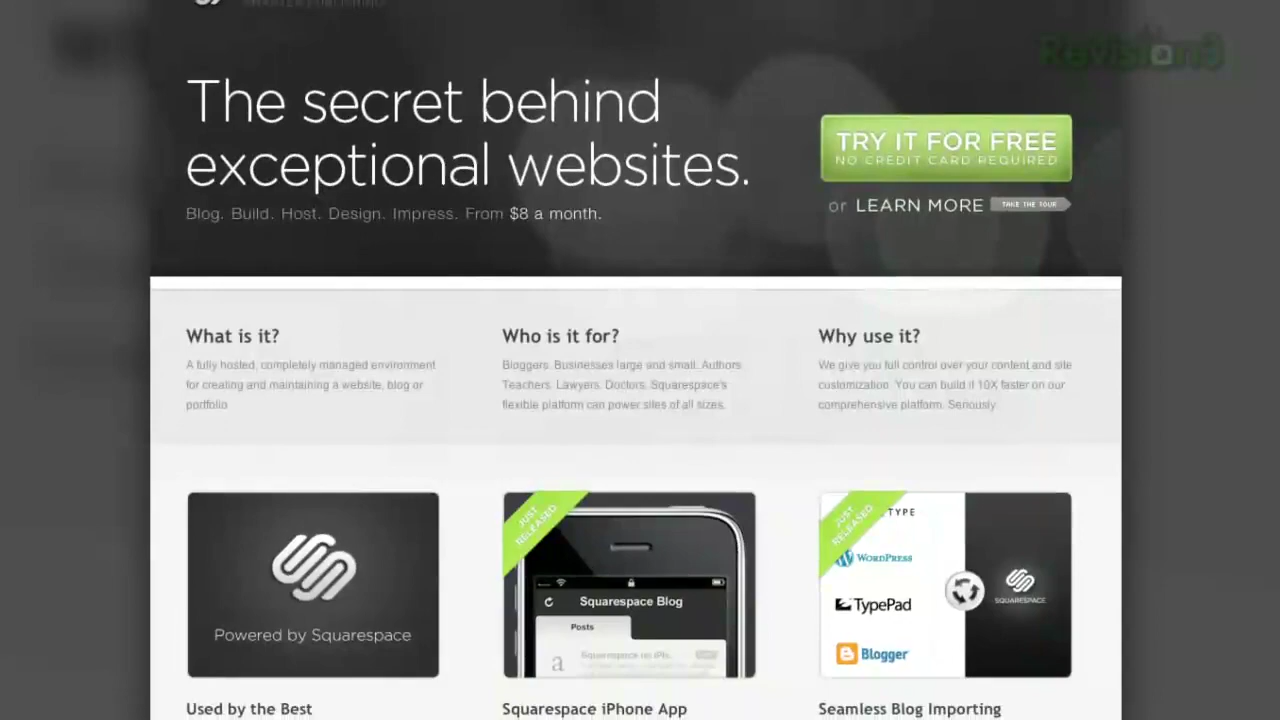 Revision3
The secret behind
exceptional websites.
TRY IT FOR FREE
NO CREDIT CARD REQUIRED
or LEARN MORE TAKE THE TOUR
Blog. Build. Host. Design. Impress. From $8 a month.
What is it?
A fully hosted, completely managed environment
for creating and maintaining a website, blog or
portfolio
Who is it for?
Bloggers. Businesses large and small. Authors
Teachers. Lawyers. Doctors. Squarespace's
flexible platform can power sites of all sizes.
Why use it?
We give you full control over your content and site
customization. You can build it 10X faster on our
comprehensive platform. Seriously.
Powered by Squarespace
JUST
RELEASED
Squarespace Blog
Posts
a
JUST
RELEASED
TYPE
WORDPRESS
TypePad
Blogger
SQUARESPACE
Used by the Best
Squarespace iPhone App
Seamless Blog Importing